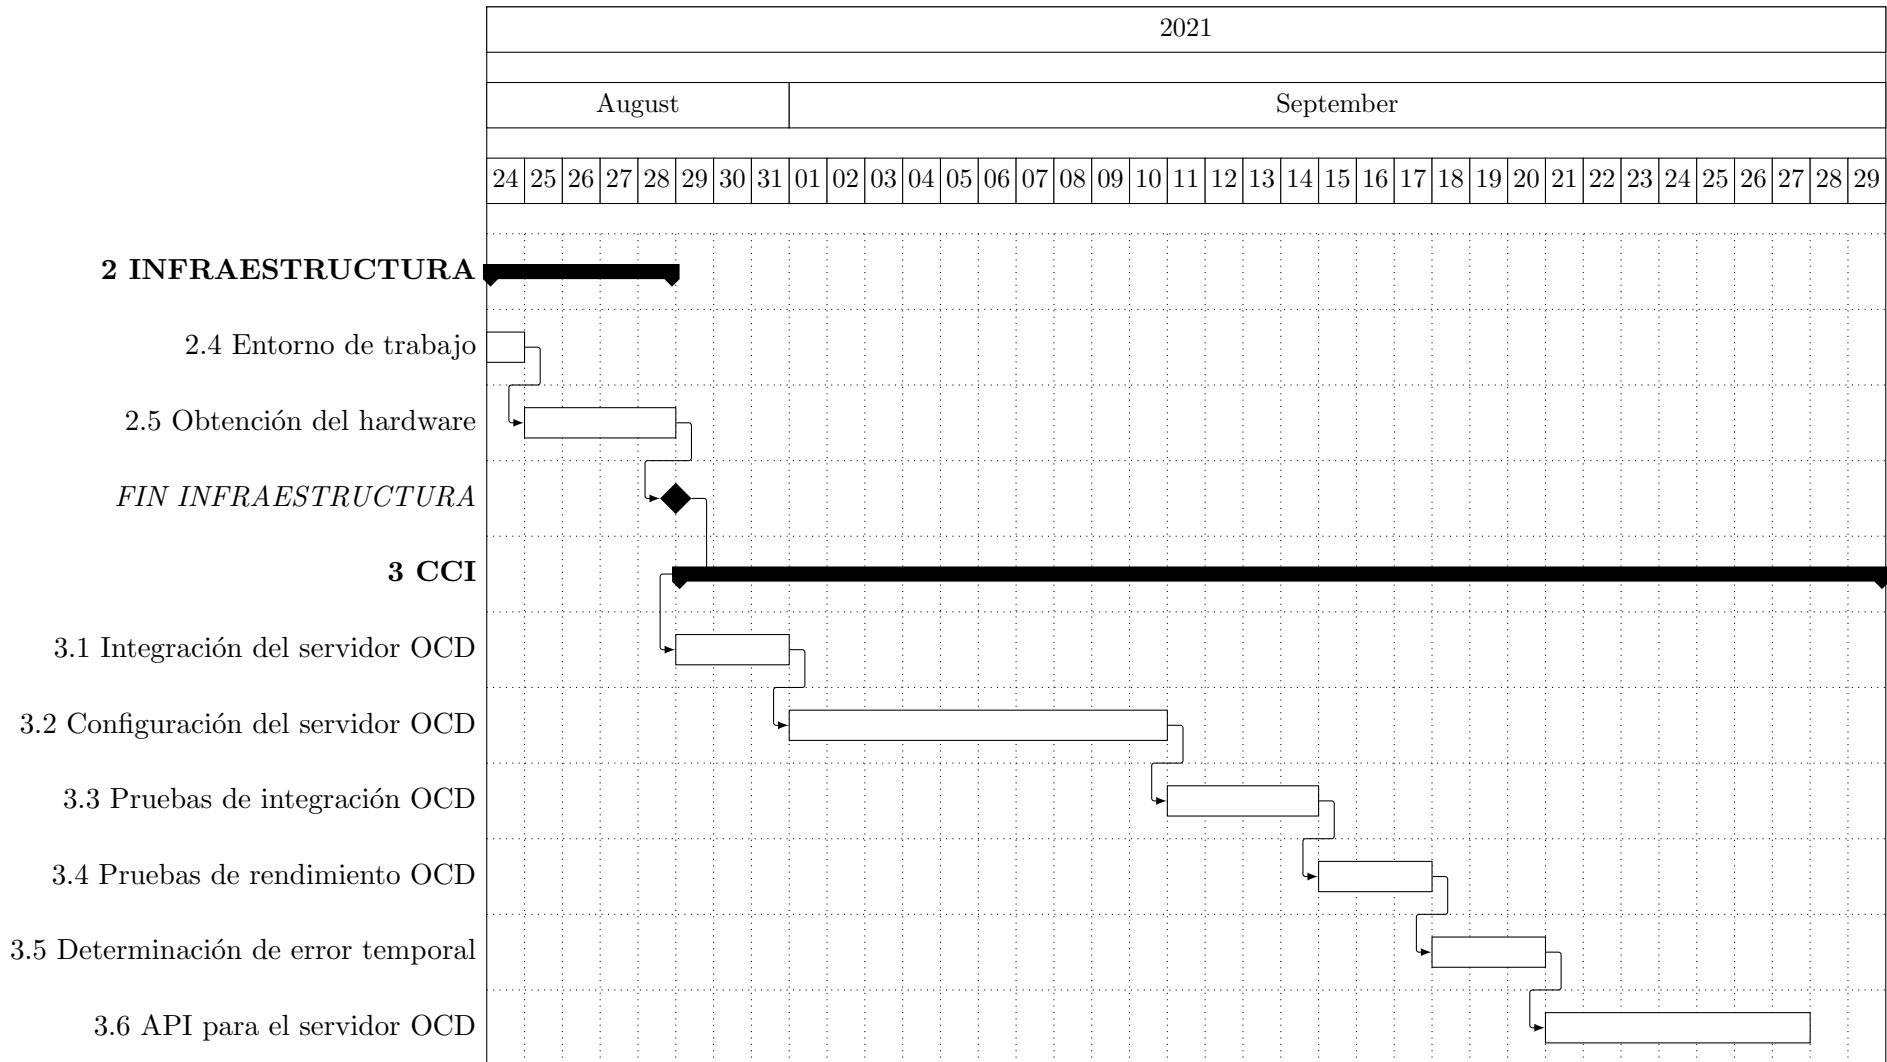 2021
August September
24 25 26 27 28 29 30 31 01 02 03 04 05 06 07 08 09 10 11 12 13 14 15 16 17 18 19 20 21 22 23 24 25 26 27 28 29
2 INFRAESTRUCTURA
2.4 Entorno de trabajo
2.5 Obtención del hardware
FIN INFRAESTRUCTURA
3 CCI
3.1 Integración del servidor OCD
3.2 Configuración del servidor OCD
3.3 Pruebas de integración OCD
3.4 Pruebas de rendimiento OCD
3.5 Determinación de error temporal
3.6 API para el servidor OCD